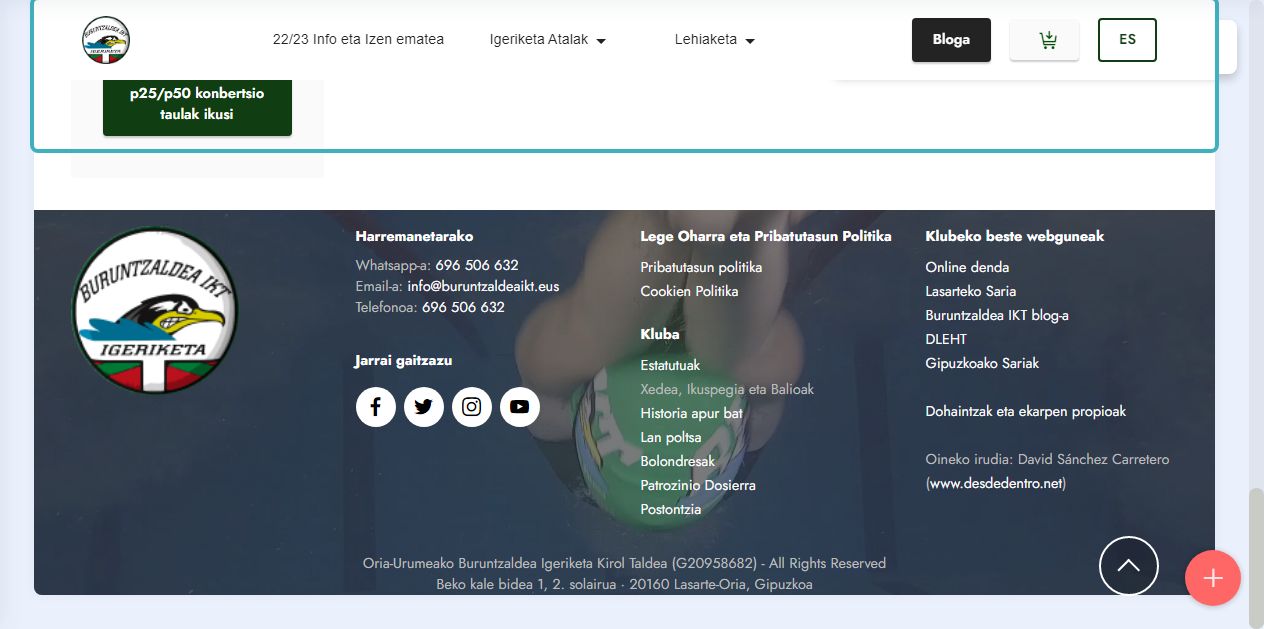 BURUNTZALDEA IKT
IGERIKETA
22/23 Info eta Izen ematea
Igeriketa Atalak
Lehiaketa
Bloga
ES
p25/p50 konbertsio
taulak ikusi
BURUNTZALDEA IKT
IGERIKETA
Harremanetarako
Whatsapp-a: 696 506 632
Email-a: info@buruntzaldeaikt.eus
Telefonoa: 696 506 632
Jarrai gaitzazu
Lege Oharra eta Pribatutasun Politika
Pribatutasun politika
Cookien Politika
Kluba
Estatutuak
Xedea, Ikuspegia eta Balioak
Historia apur bat
Lan poltsa
Bolondresak
Patrozinio Dosierra
Postontzia
Klubeko beste webguneak
Online denda
Lasarteko Saria
Buruntzaldea IKT blog-a
DLEHT
Gipuzkoako Sariak
Dohaintzak eta ekarpen propioak
Oineko irudia: David Sánchez Carretero
(www.desdedentro.net)
Oria-Urumeako Buruntzaldea Igeriketa Kirol Taldea (G20958682) - All Rights Reserved
Beko kale bidea 1, 2. solairua · 20160 Lasarte-Oria, Gipuzkoa